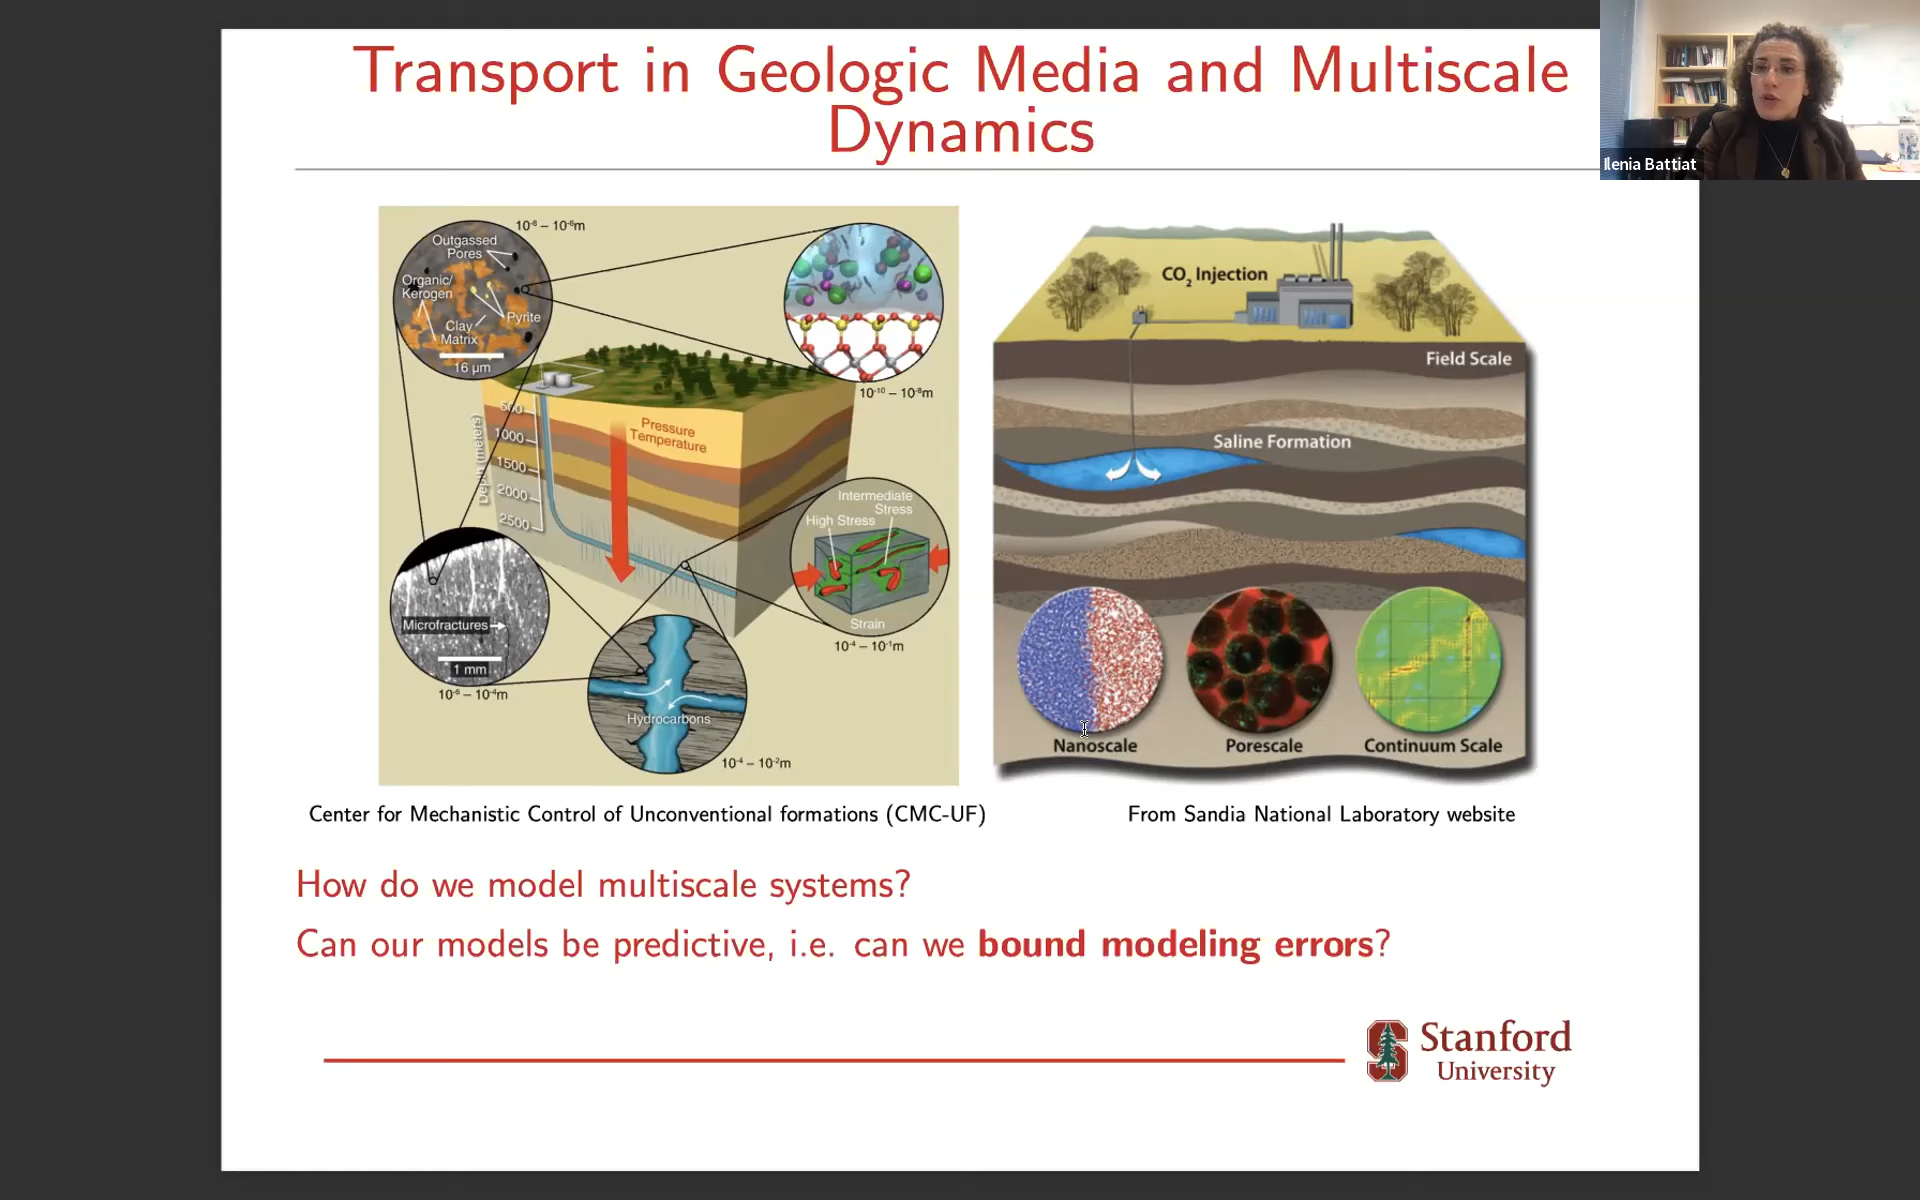 Transport in Geologic Media and Multiscale
Dynamics
Ilenia Battiat
10⁻⁸ – 10⁻⁶m
Outgassed
Pores
Organic/
Kerogen
Pyrite
Clay
Matrix
16 µm
10⁻¹⁰ – 10⁻⁸m
500
1000
1500
2000
2500
Depth (meters)
Pressure
Temperature
Intermediate
Stress
High Stress
Strain
10⁻⁴ – 10⁻¹m
Microfractures
1 mm
10⁻⁶ – 10⁻⁴m
Hydrocarbons
10⁻⁴ – 10⁻²m
CO₂ Injection
Field Scale
Saline Formation
Nanoscale
Porescale
Continuum Scale
Center for Mechanistic Control of Unconventional formations (CMC-UF)
From Sandia National Laboratory website
How do we model multiscale systems?
Can our models be predictive, i.e. can we bound modeling errors?
Stanford
University